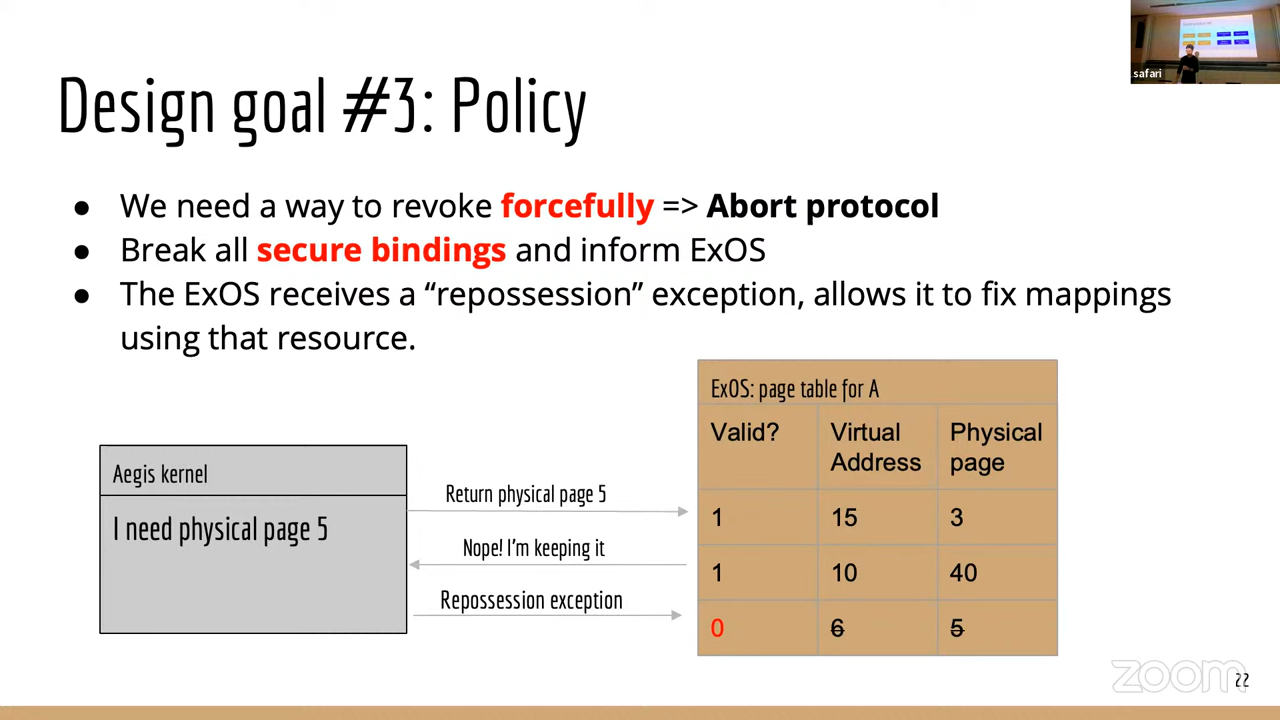 safari
Design goal #3: Policy
● We need a way to revoke forcefully => Abort protocol
● Break all secure bindings and inform ExOS
● The ExOS receives a “repossession” exception, allows it to fix mappings
using that resource.
Aegis kernel
I need physical page 5
Return physical page 5
Nope! I'm keeping it
Repossession exception
ExOS: page table for A
Valid? Virtual Address Physical page
1 15 3
1 10 40
0 6 5
zoom
22